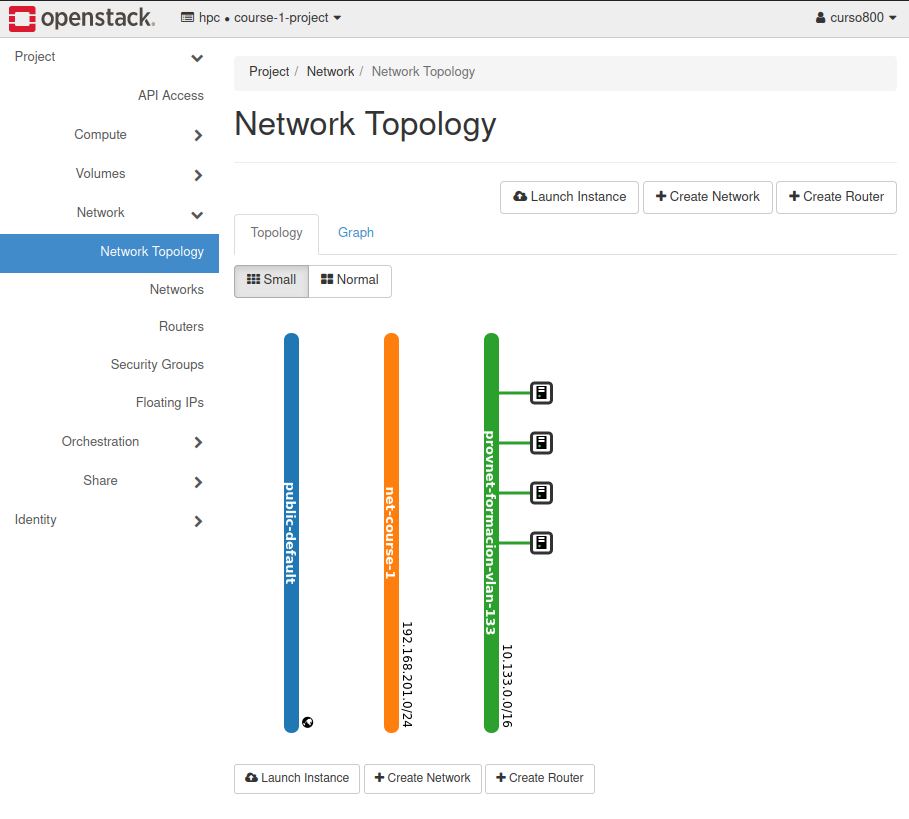 openstack. hpc • course-1-project curso800
Project
API Access
Compute
Volumes
Network
Network Topology
Networks
Routers
Security Groups
Floating IPs
Orchestration
Share
Identity
Project / Network / Network Topology
Network Topology
Launch Instance + Create Network + Create Router
Topology Graph
Small Normal
public-default
net-course-1
192.168.201.0/24
provnet-formacion-vlan-133
10.133.0.0/16
Launch Instance + Create Network + Create Router